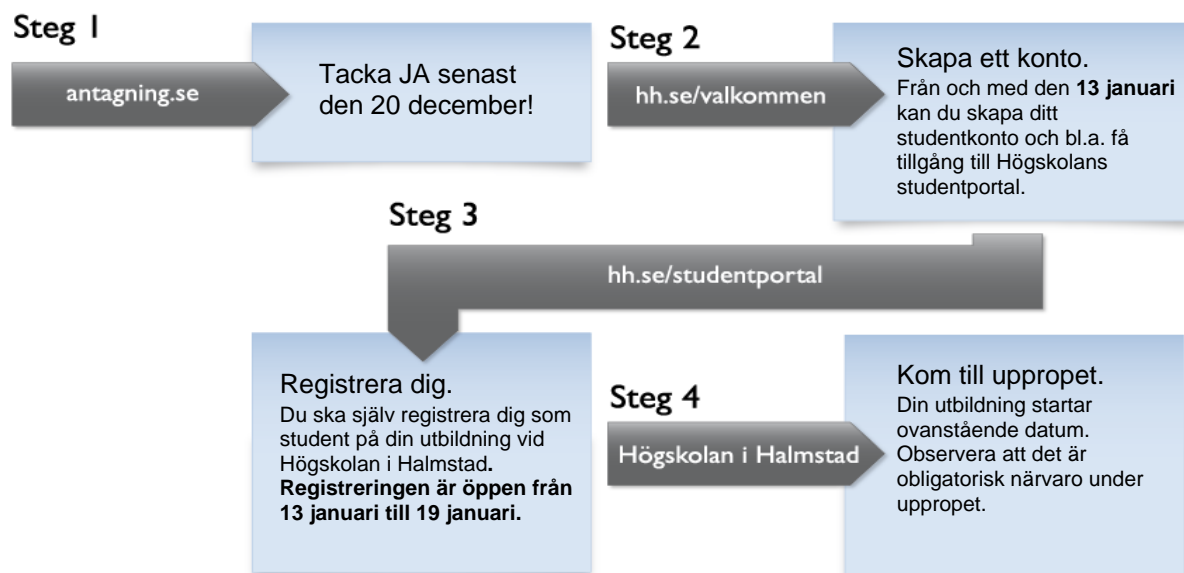 Steg 1
antagning.se
Tacka JA senast
den 20 december!
Steg 2
hh.se/valkommen
Skapa ett konto.
Från och med den 13 januari
kan du skapa ditt
studentkonto och bl.a. få
tillgång till Högskolans
studentportal.
Steg 3
hh.se/studentportal
Registrera dig.
Du ska själv registrera dig som
student på din utbildning vid
Högskolan i Halmstad.
Registreringen är öppen från
13 januari till 19 januari.
Steg 4
Högskolan i Halmstad
Kom till uppropet.
Din utbildning startar
ovanstående datum.
Observera att det är
obligatorisk närvaro under
uppropet.